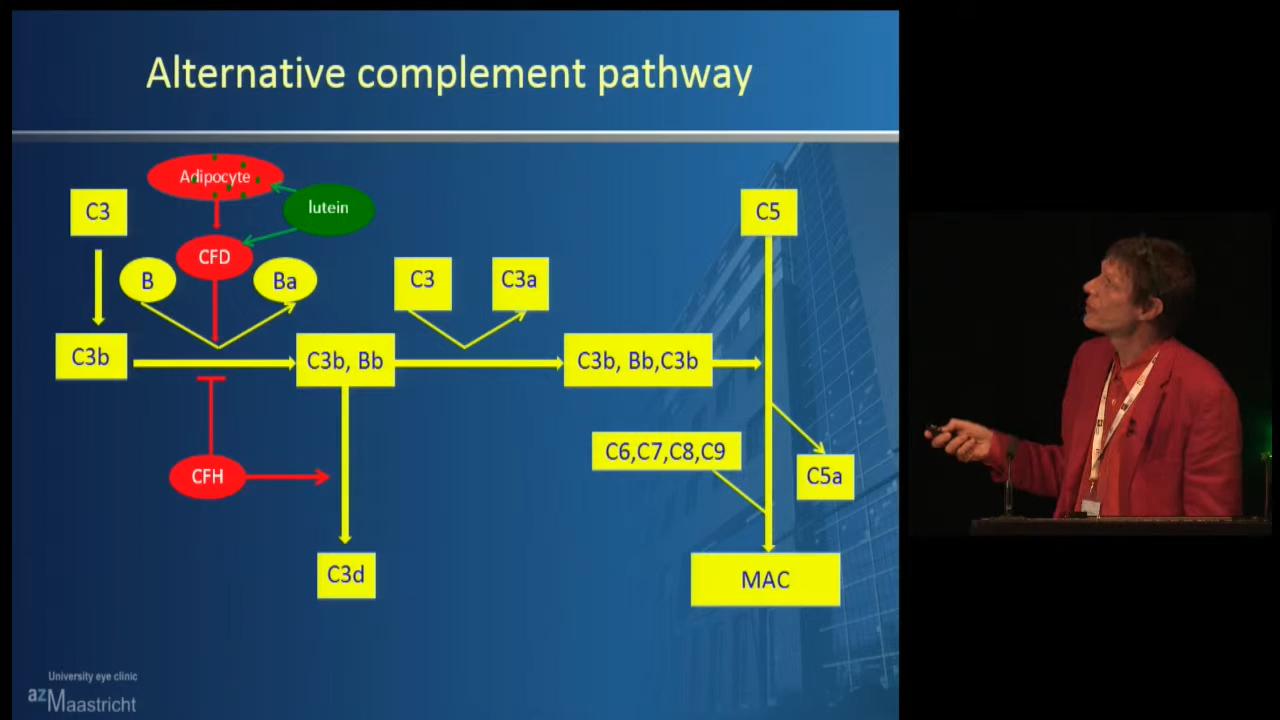 Alternative complement pathway
Adipocyte
C3
lutein
C5
CFD
B
Ba
C3
C3a
C3b
C3b, Bb
C3b, Bb,C3b
C6,C7,C8,C9
CFH
C5a
C3d
MAC
University eye clinic
azMaastricht